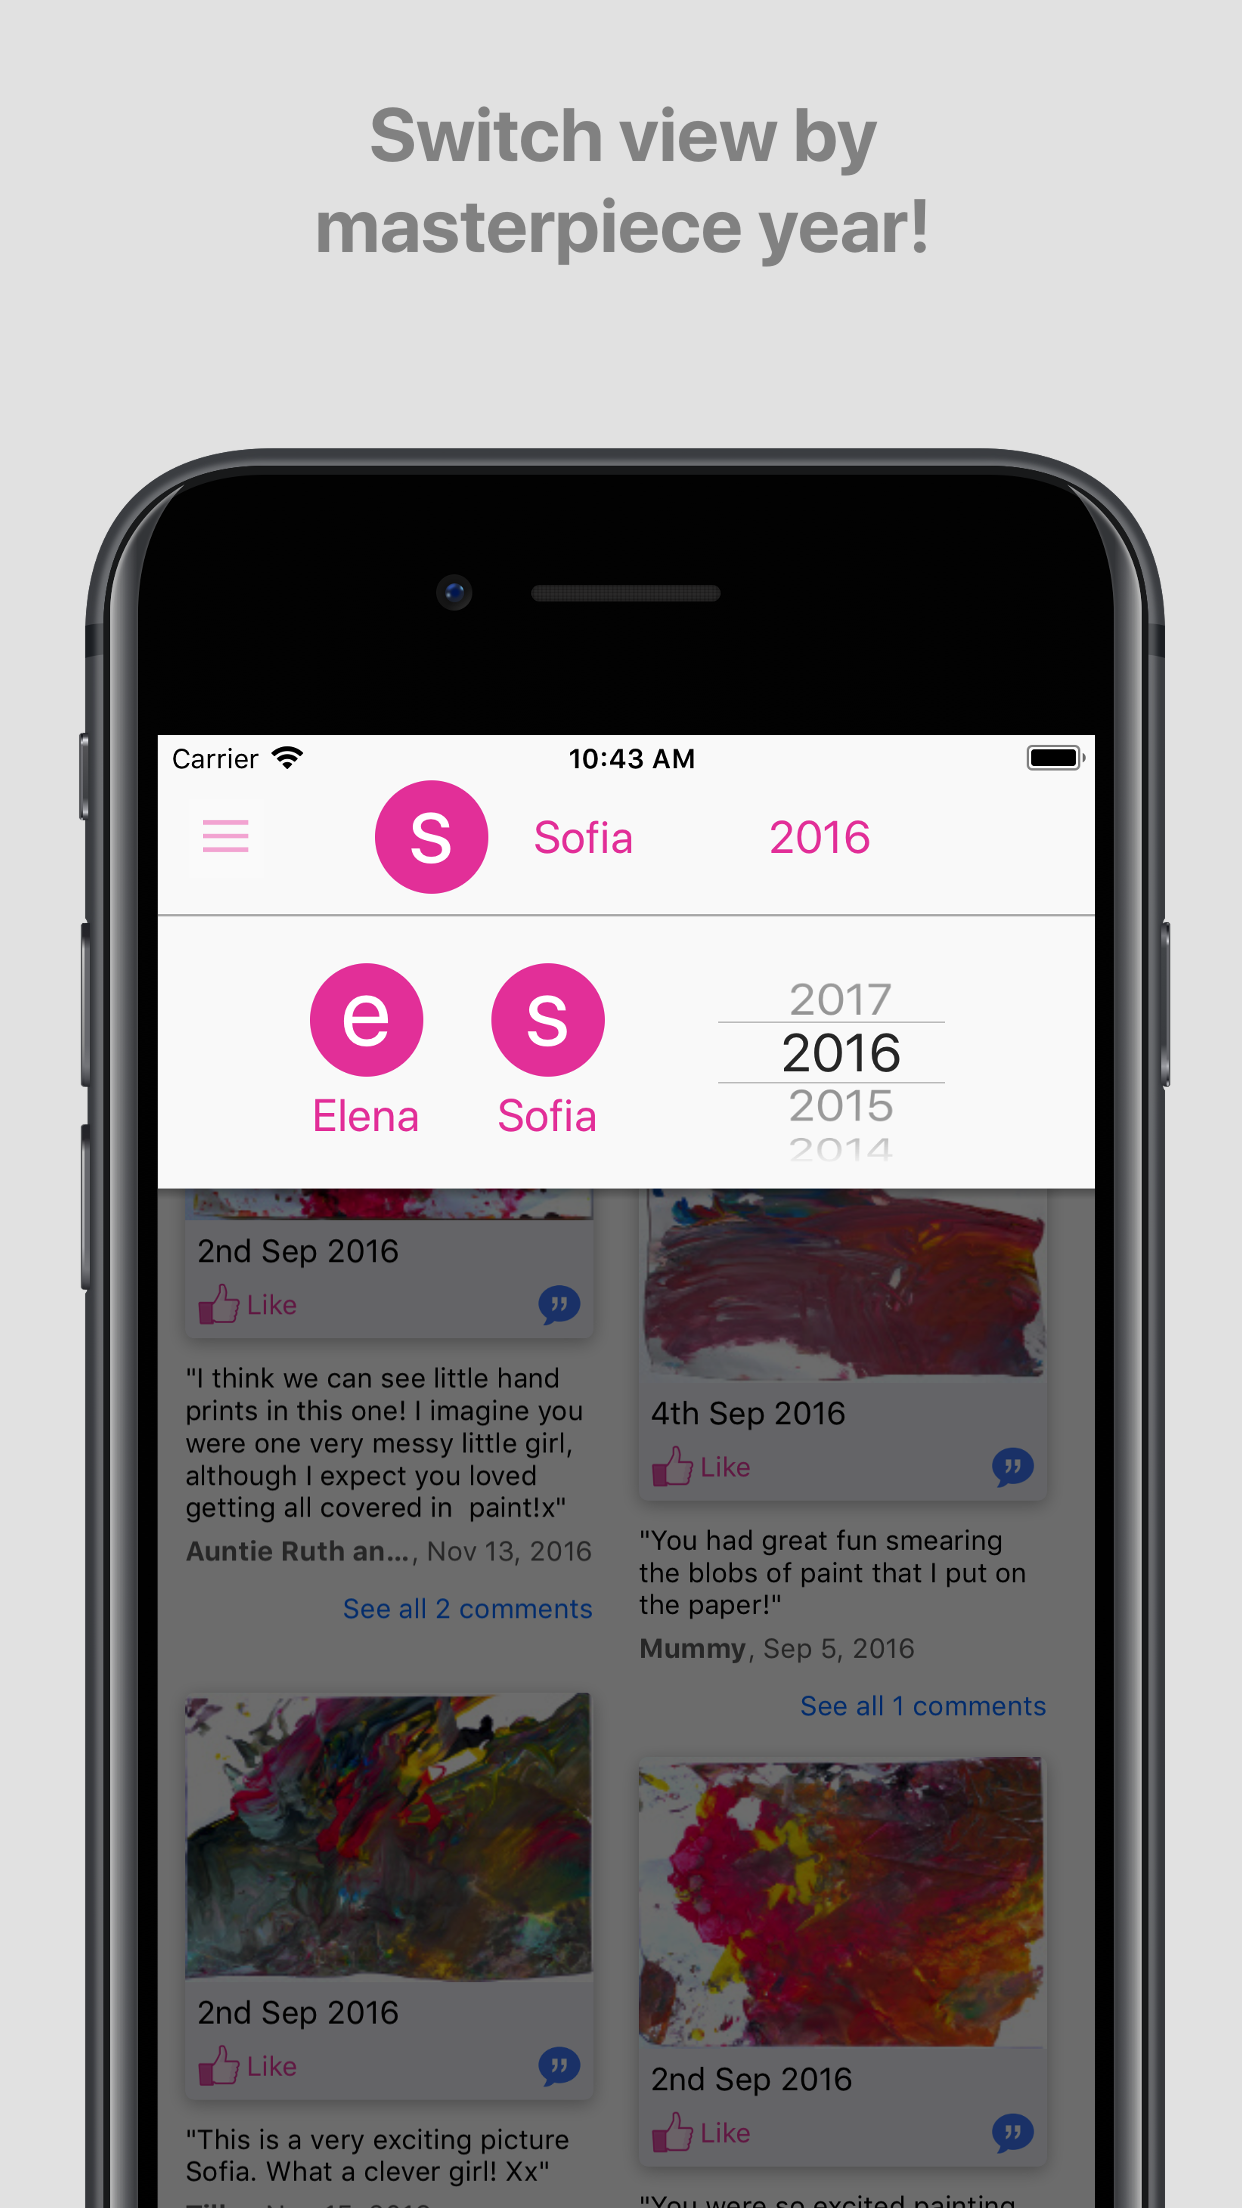 Switch view by
masterpiece year!
Carrier
10:43 AM
s
Sofia
2016
e
s
Elena
Sofia
2017
2016
2015
2014
2nd Sep 2016
Like
"I think we can see little hand
prints in this one! I imagine you
were one very messy little girl,
although I expect you loved
getting all covered in  paint!x"
Auntie Ruth an..., Nov 13, 2016
See all 2 comments
4th Sep 2016
Like
"You had great fun smearing
the blobs of paint that I put on
the paper!"
Mummy, Sep 5, 2016
See all 1 comments
2nd Sep 2016
Like
"This is a very exciting picture
Sofia. What a clever girl! Xx"
2nd Sep 2016
Like
"You were so excited painting